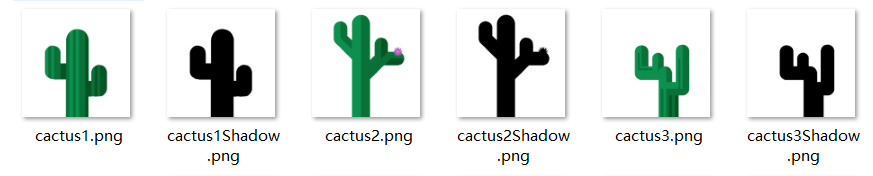 cactus1.png
cactus1Shadow
.png
cactus2.png
cactus2Shadow
.png
cactus3.png
cactus3Shadow
.png